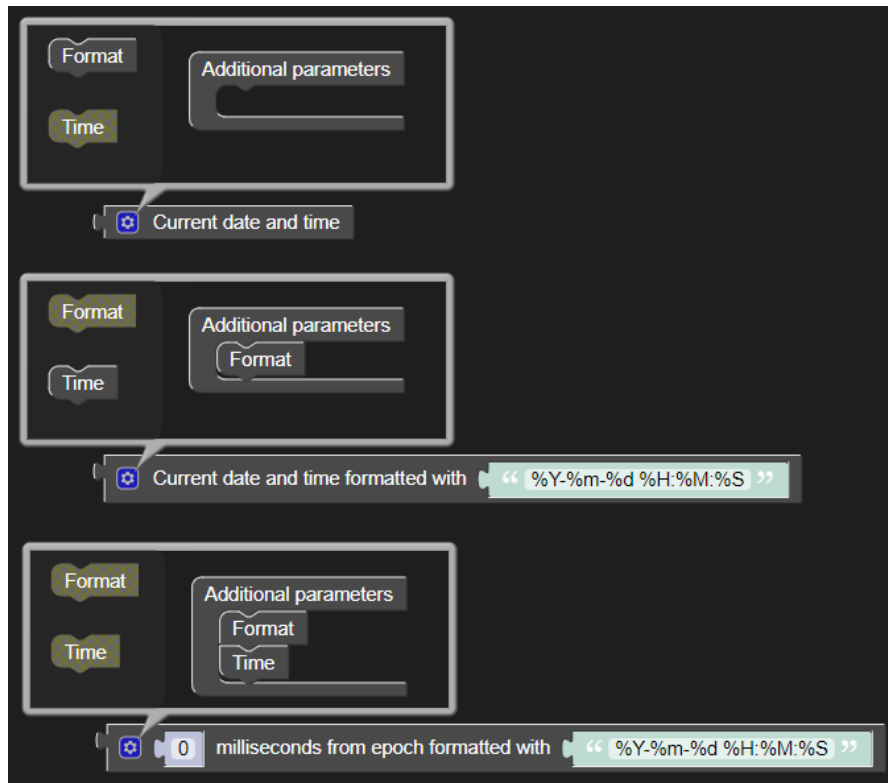 Format
Additional parameters
Time
Current date and time
Format
Additional parameters
Format
Time
Current date and time formatted with “ %Y-%m-%d %H:%M:%S ”
Format
Additional parameters
Format
Time
Time
0 milliseconds from epoch formatted with “ %Y-%m-%d %H:%M:%S ”